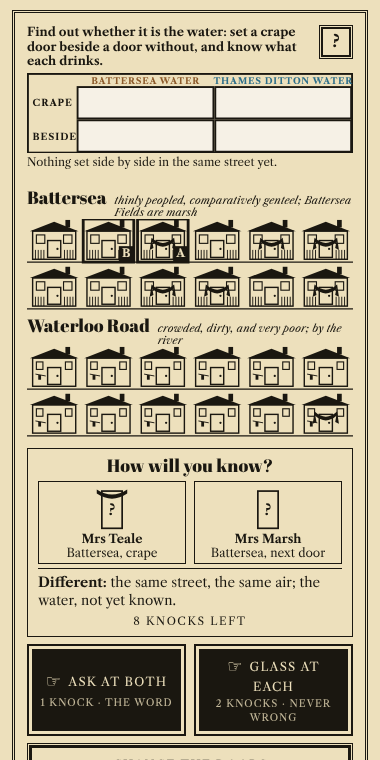 Find out whether it is the water: set a crape
door beside a door without, and know what
each drinks.
?
BATTERSEA WATER THAMES DITTON WATER
CRAPE
BESIDE
Nothing set side by side in the same street yet.
Battersea thinly peopled, comparatively genteel; Battersea
Fields are marsh
B A
Waterloo Road crowded, dirty, and very poor; by the
river
How will you know?
? ?
Mrs Teale Mrs Marsh
Battersea, crape Battersea, next door
Different: the same street, the same air; the
water, not yet known.
8 KNOCKS LEFT
☞ ASK AT BOTH
1 KNOCK · THE WORD
☞ GLASS AT
EACH
2 KNOCKS · NEVER
WRONG